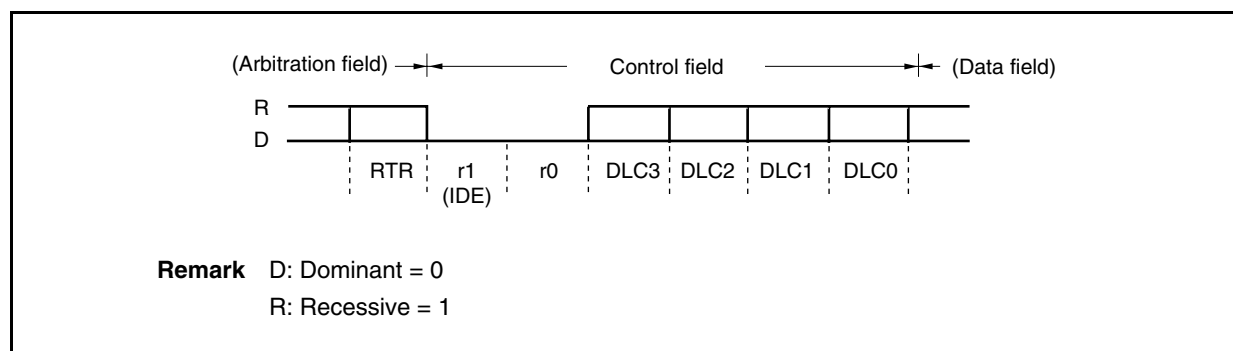 (Arbitration field) Control field (Data field)
R
D
RTR r1 r0 DLC3 DLC2 DLC1 DLC0
(IDE)
Remark D: Dominant = 0
R: Recessive = 1